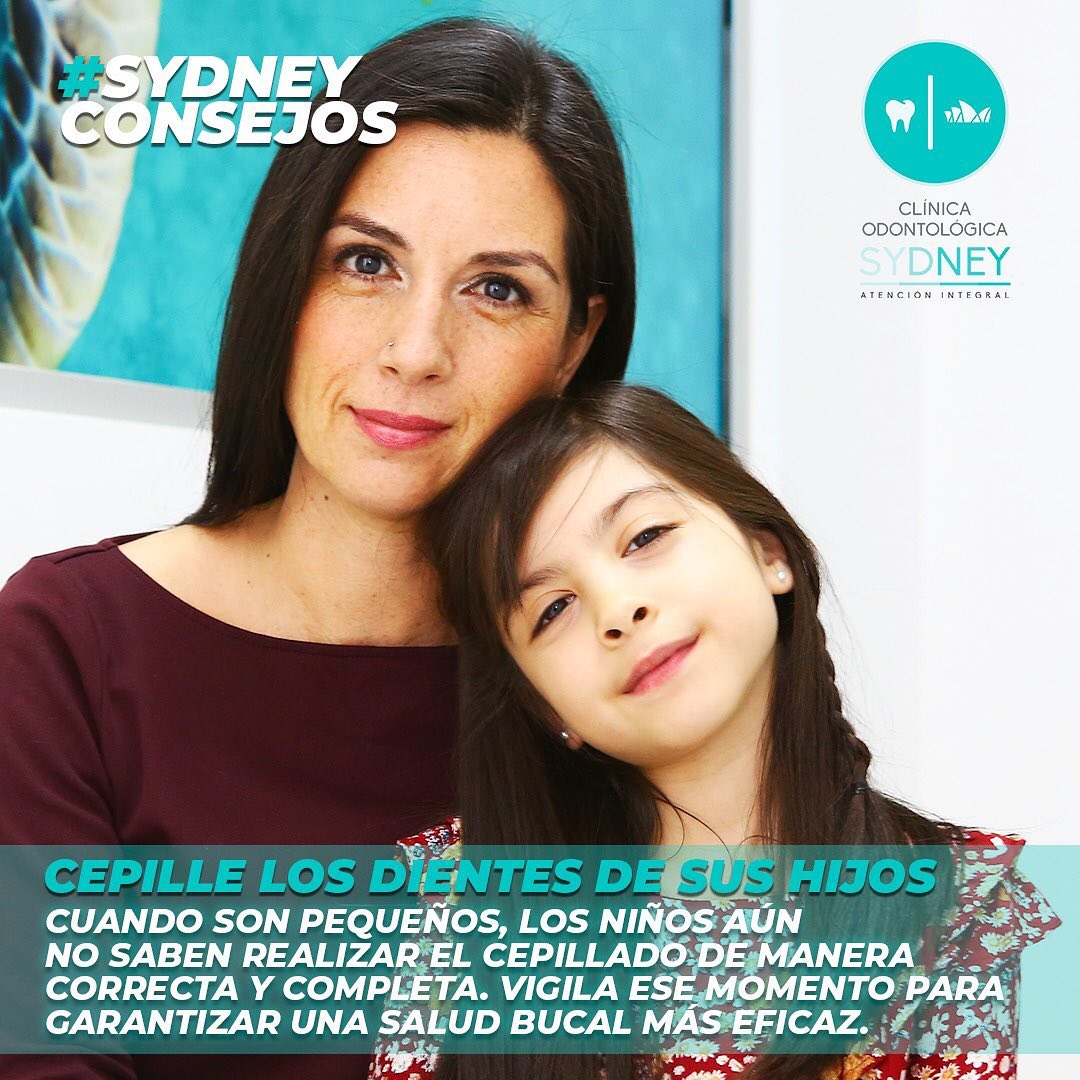 #SYDNEY
CONSEJOS
CLÍNICA
ODONTOLÓGICA
SYDNEY
ATENCIÓN INTEGRAL
CEPILLE LOS DIENTES DE SUS HIJOS
CUANDO SON PEQUEÑOS, LOS NIÑOS AÚN
NO SABEN REALIZAR EL CEPILLADO DE MANERA
CORRECTA Y COMPLETA. VIGILA ESE MOMENTO PARA
GARANTIZAR UNA SALUD BUCAL MÁS EFICAZ.